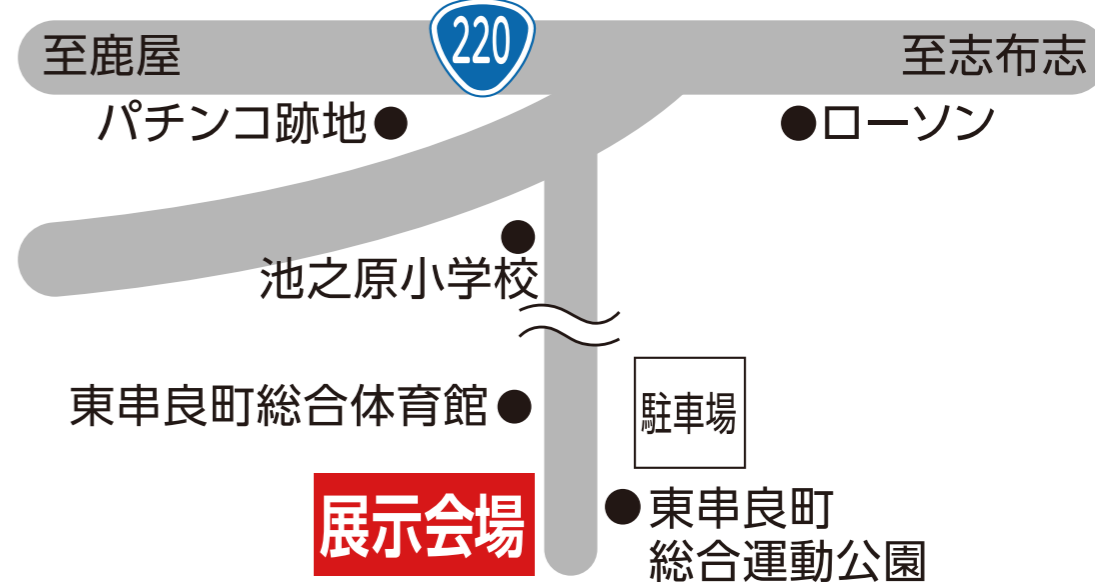 220
至鹿屋
至志布志
パチンコ跡地
ローソン
池之原小学校
東串良町総合体育館
駐車場
展示会場
東串良町
総合運動公園